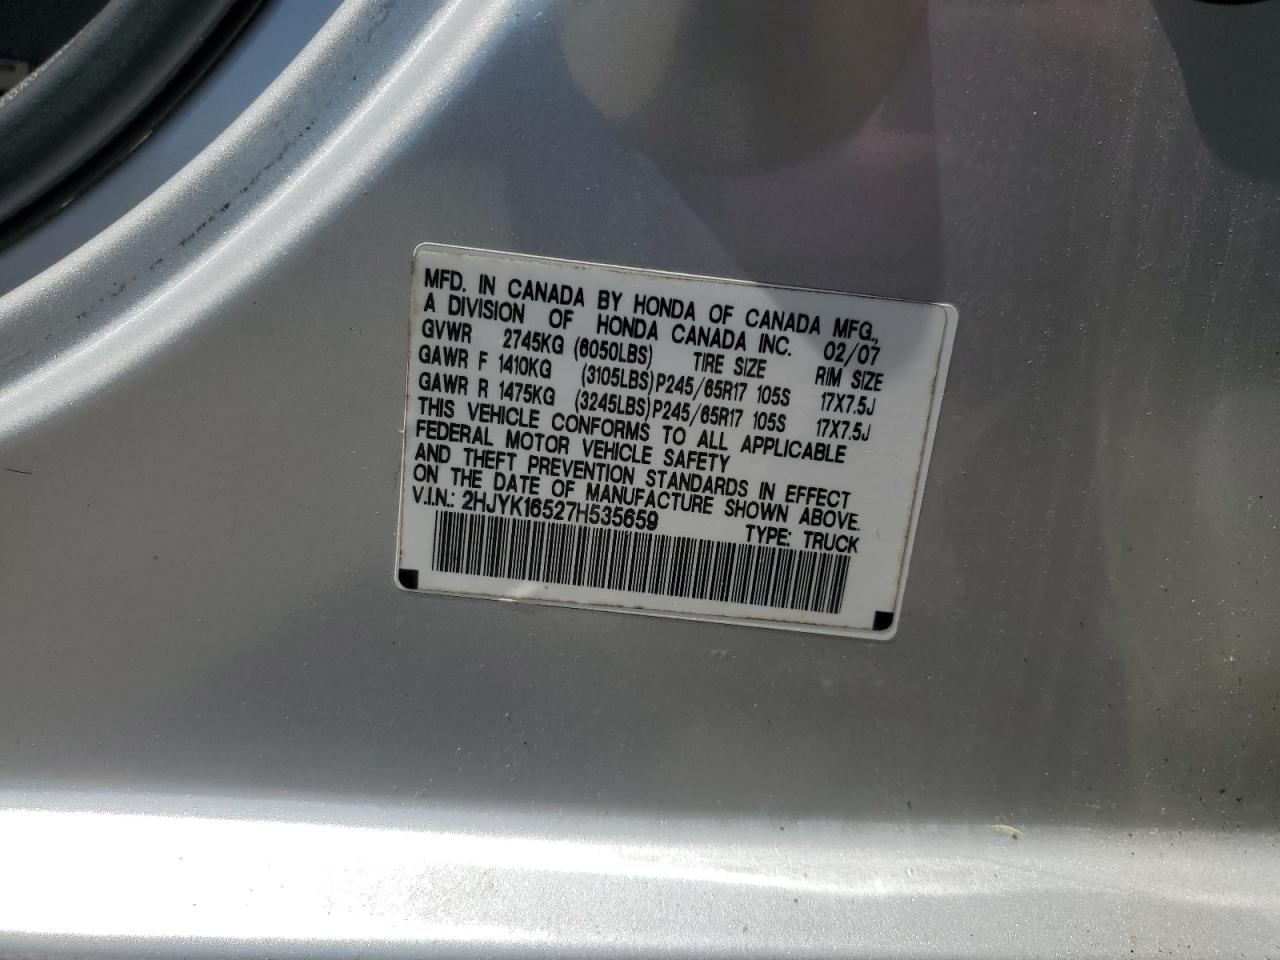 MFD. IN CANADA BY HONDA OF CANADA MFG.,
A DIVISION OF HONDA CANADA INC. 02/07
GVWR 2745KG (6050LBS) TIRE SIZE RIM SIZE
GAWR F 1410KG (3105LBS)P245/65R17 105S 17X7.5J
GAWR R 1475KG (3245LBS)P245/65R17 105S 17X7.5J
THIS VEHICLE CONFORMS TO ALL APPLICABLE
FEDERAL MOTOR VEHICLE SAFETY
AND THEFT PREVENTION STANDARDS IN EFFECT
ON THE DATE OF MANUFACTURE SHOWN ABOVE.
V.I.N.: 2HJYK16527H535659 TYPE: TRUCK